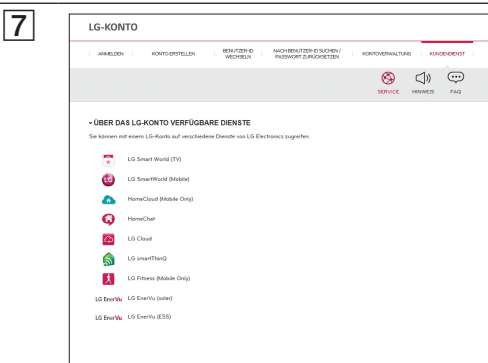 7
LG-KONTO
ANMELDEN
KONTO ERSTELLEN
BENUTZER-ID
WECHSELN
NACH BENUTZER-ID SUCHEN /
PASSWORT ZURÜCKSETZEN
KONTOVERWALTUNG
KUNDENDIENST
SERVICE
HINWEIS
FAQ
ÜBER DAS LG-KONTO VERFÜGBARE DIENSTE
Sie können mit einem LG-Konto auf verschiedene Dienste von LG Electronics zugreifen.
LG Smart World (TV)
LG SmartWorld (Mobile)
HomeCloud (Mobile Only)
HomeChat
LG Cloud
LG smartThinQ
LG Fitness (Mobile Only)
LG EnerVu LG EnerVu (solar)
LG EnerVu LG EnerVu (ESS)